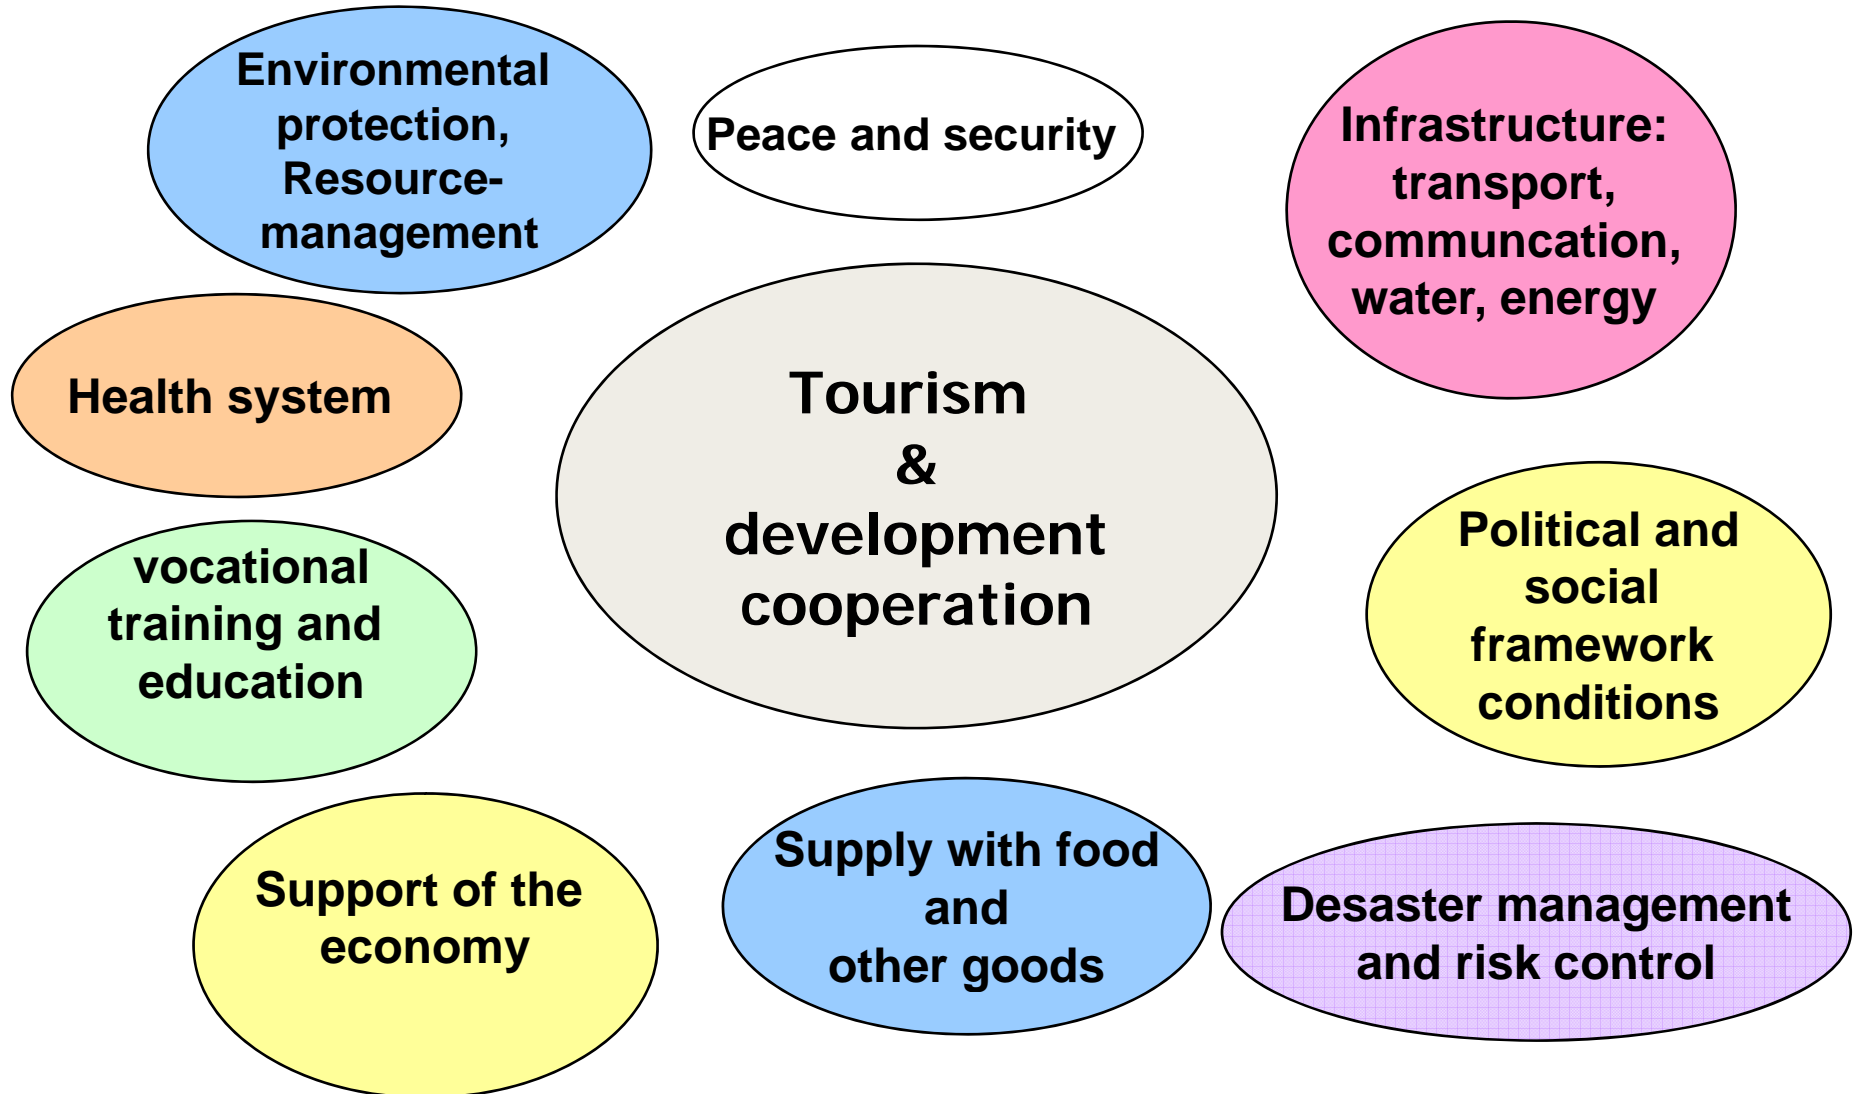 Environmental
protection,
Resource-
management
Peace and security
Infrastructure:
transport,
communcation,
water, energy
Health system
Tourism
&
development
cooperation
vocational
training and
education
Political and
social
framework
conditions
Support of the
economy
Supply with food
and
other goods
Desaster management
and risk control